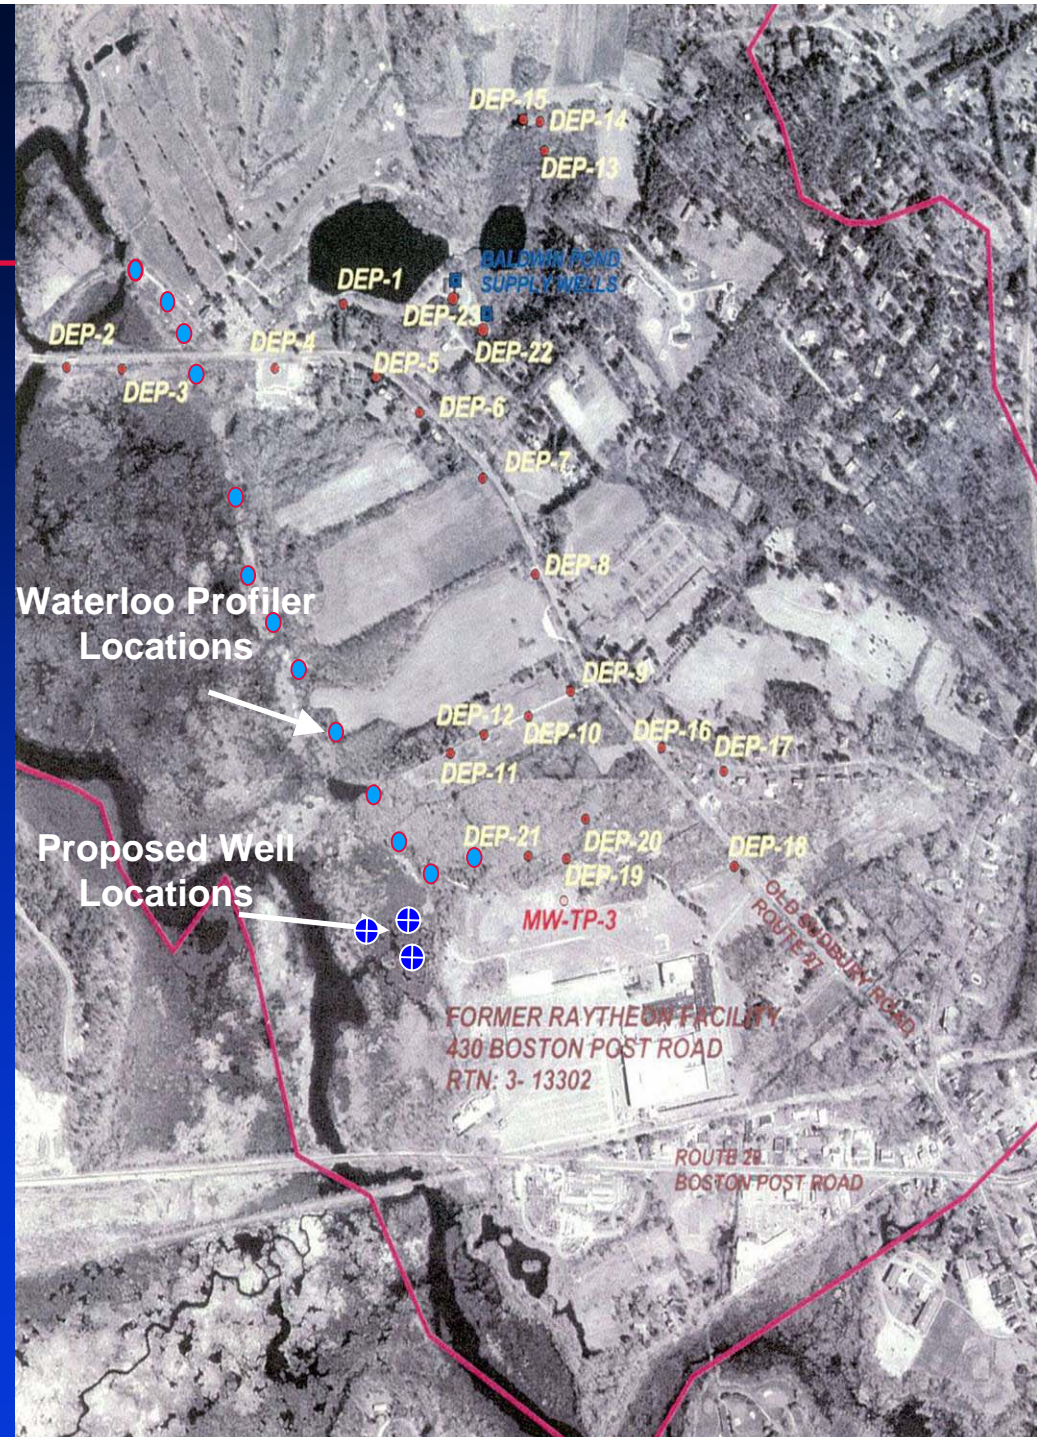 DEP-15
DEP-14
DEP-13
BALDWIN POND
SUPPLY WELLS
DEP-1
DEP-23
DEP-22
DEP-2
DEP-4
DEP-5
DEP-3
DEP-6
DEP-7
DEP-8
Waterloo Profiler
Locations
DEP-9
DEP-12
DEP-10
DEP-16
DEP-11
DEP-17
Proposed Well
Locations
DEP-21
DEP-20
DEP-18
DEP-19
MW-TP-3
OLD SUDBURY ROAD
ROUTE 27
FORMER RAYTHEON FACILITY
430 BOSTON POST ROAD
RTN: 3- 13302
ROUTE 20
BOSTON POST ROAD